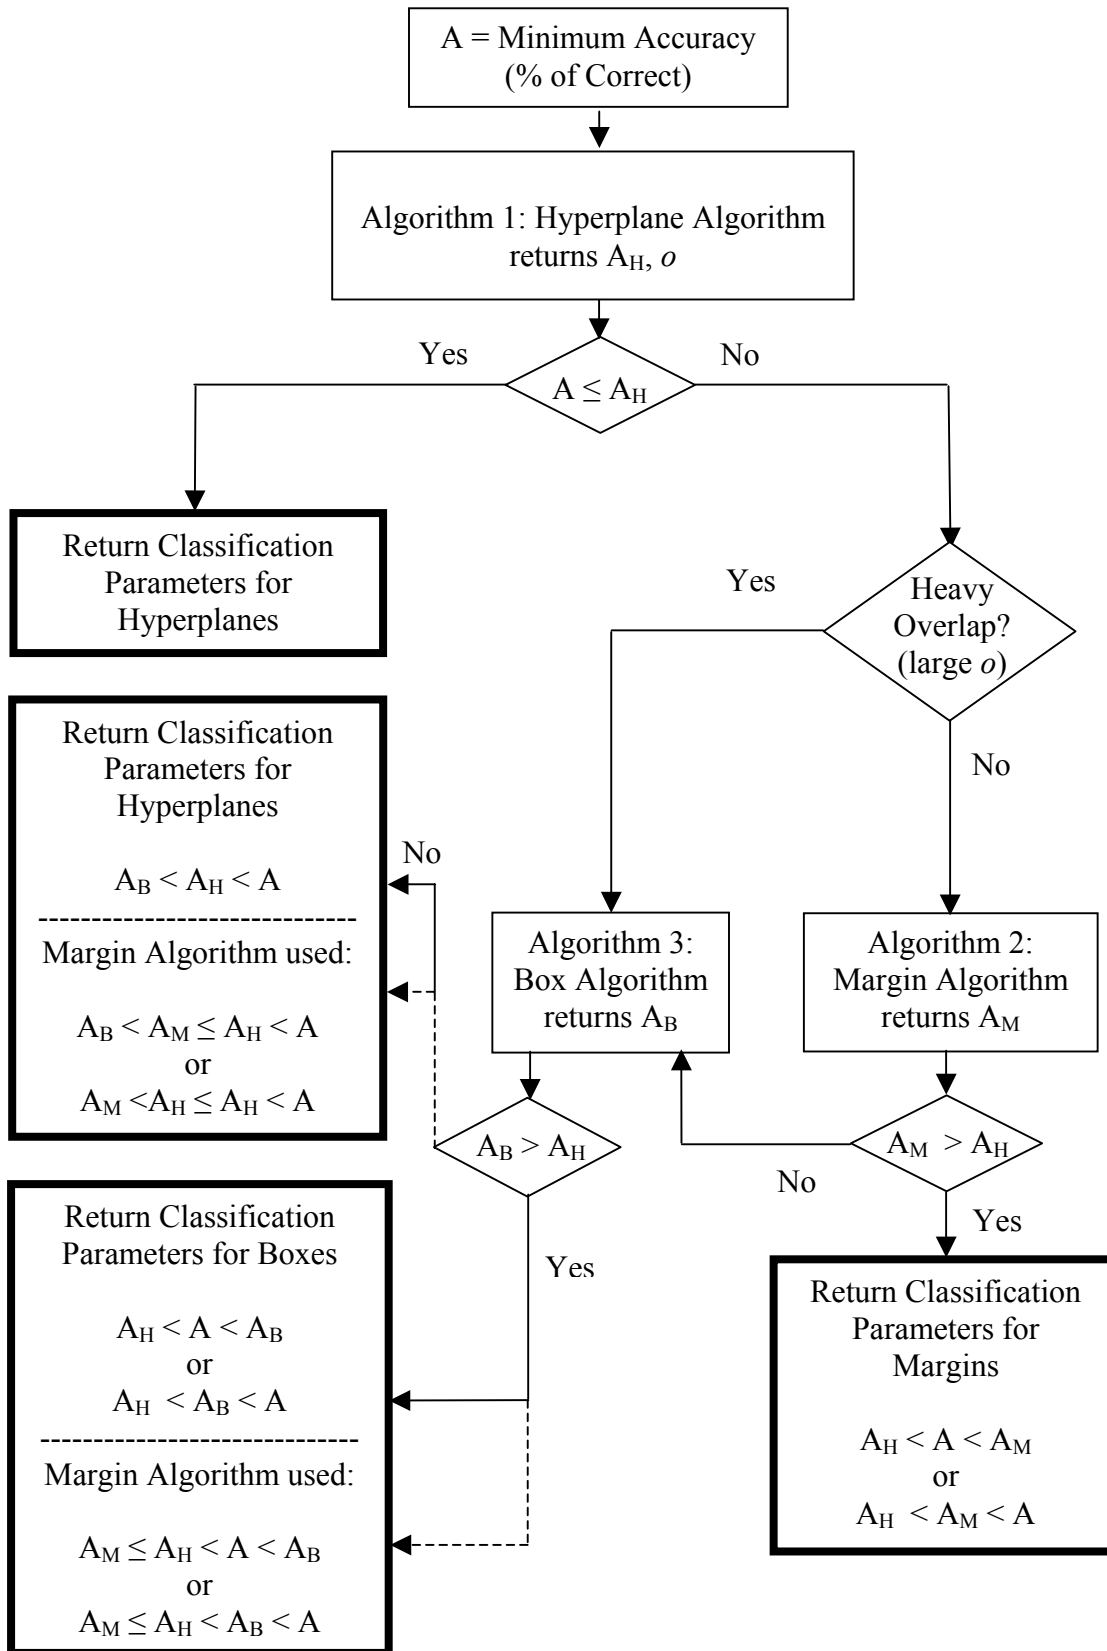 A = Minimum Accuracy
(% of Correct)
Algorithm 1: Hyperplane Algorithm
returns A_H, o
Yes
No
A ≤ A_H
Return Classification
Parameters for
Hyperplanes
Yes
Heavy
Overlap?
(large o)
No
Return Classification
Parameters for
Hyperplanes
A_B < A_H < A
------------------------------
Margin Algorithm used:
A_B < A_M ≤ A_H < A
or
A_M <A_H ≤ A_H < A
No
Algorithm 3:
Box Algorithm
returns A_B
Algorithm 2:
Margin Algorithm
returns A_M
A_B > A_H
A_M > A_H
No
Yes
Yes
Return Classification
Parameters for Boxes
A_H < A < A_B
or
A_H < A_B < A
------------------------------
Margin Algorithm used:
A_M ≤ A_H < A < A_B
or
A_M ≤ A_H < A_B < A
Return Classification
Parameters for
Margins
A_H < A < A_M
or
A_H < A_M < A